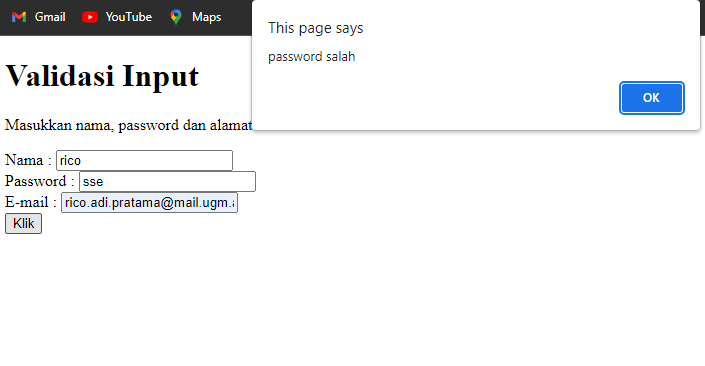 Gmail YouTube Maps
This page says
password salah
OK
Validasi Input
Masukkan nama, password dan alamat
Nama : rico
Password : sse
E-mail : rico.adi.pratama@mail.ugm.a
Klik